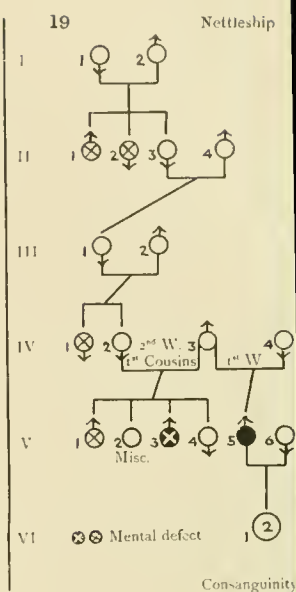 19 Nettleship
I 1 2
II 1 2 3 4
III 1 2
IV 1 2 2nd W. 3 4
1st Cousins 1st W
V 1 2 3 4 5 6
Misc.
2
VI 1 Mental defect
Consanguinity